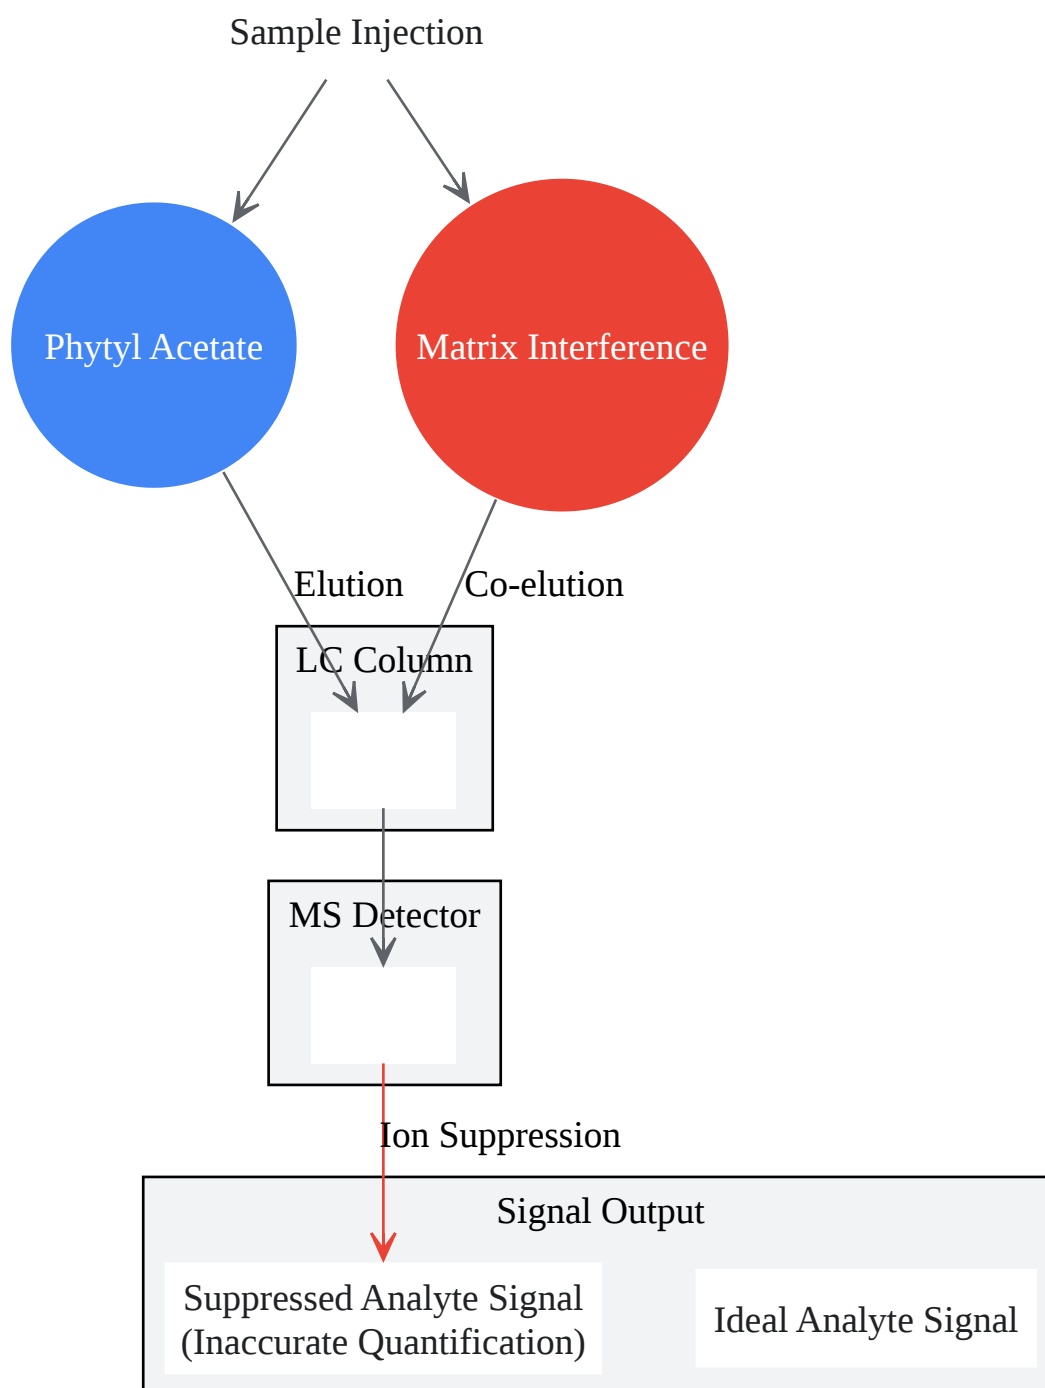 Sample Injection
Phytyl Acetate
Matrix Interference
Elution
Co-elution
LC Column
MS Detector
Ion Suppression
Signal Output
Suppressed Analyte Signal
(Inaccurate Quantification)
Ideal Analyte Signal